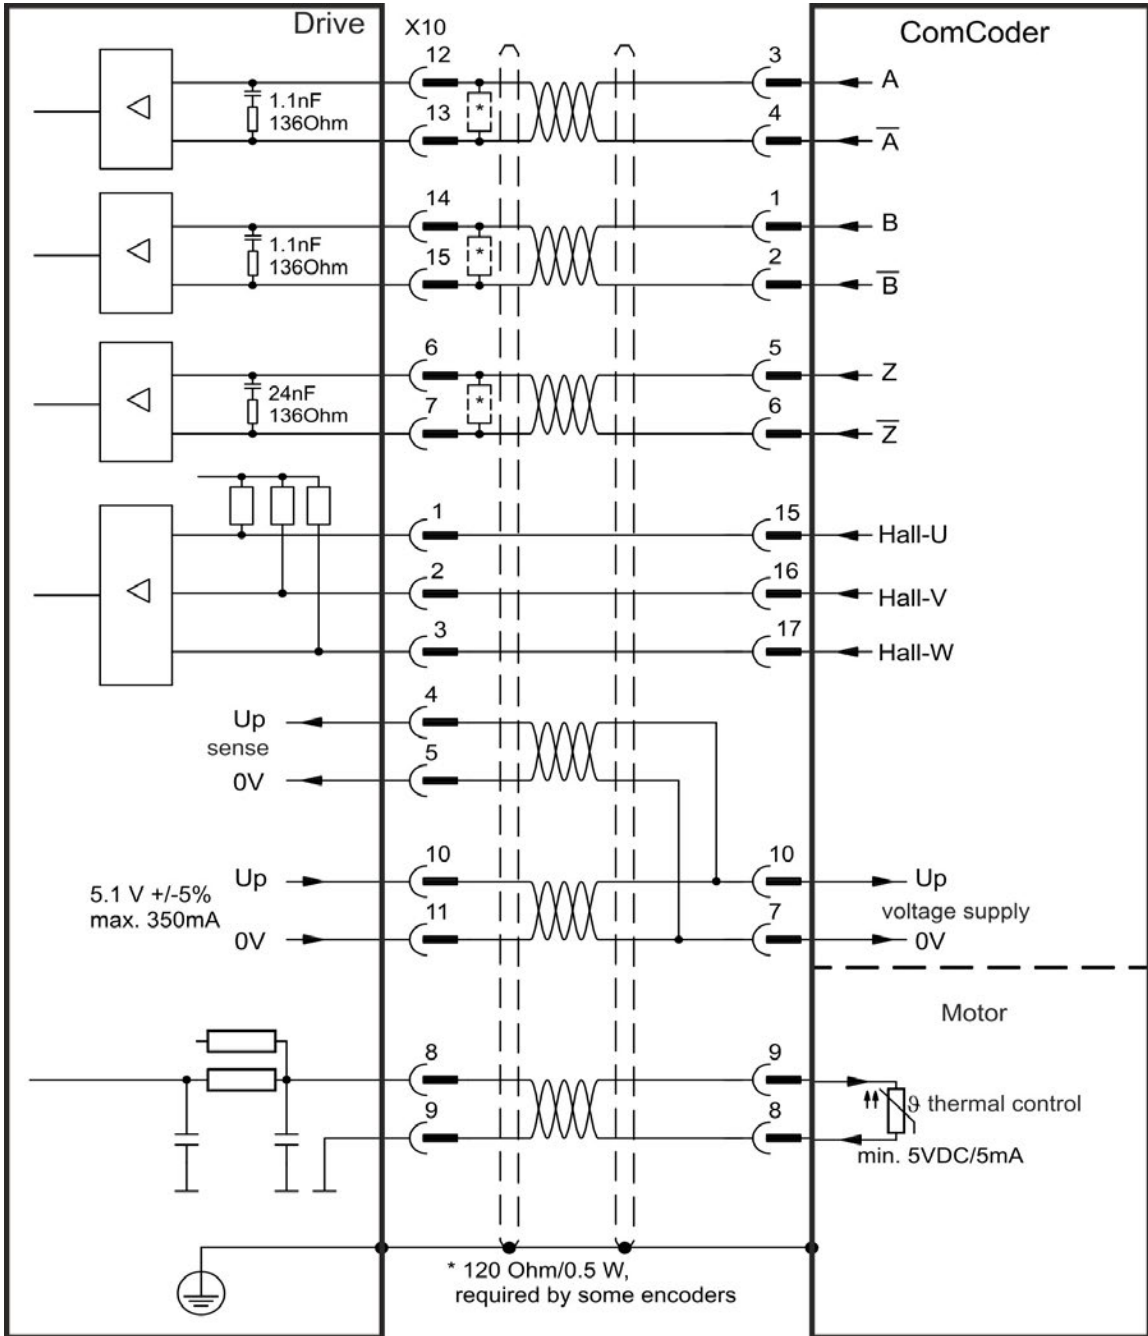 Drive
X10
ComCoder
12
3
A
1.1nF
136Ohm
*
13
4
A̅
14
1
B
1.1nF
136Ohm
*
15
2
B̅
6
5
Z
24nF
136Ohm
*
7
6
Z̅
1
15
Hall-U
2
16
Hall-V
3
17
Hall-W
4
Up
sense
5
0V
10
10
Up
Up
5.1 V +/-5%
max. 350mA
voltage supply
11
7
0V
0V
Motor
8
9
ϑ thermal control
9
8
min. 5VDC/5mA
* 120 Ohm/0.5 W,
required by some encoders